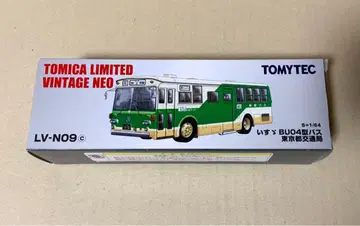 TOMICA LIMITED
VINTAGE NEO
TOMYTEC
LV-N09 c
S=1/64
いすゞBU04型バス
東京都交通局